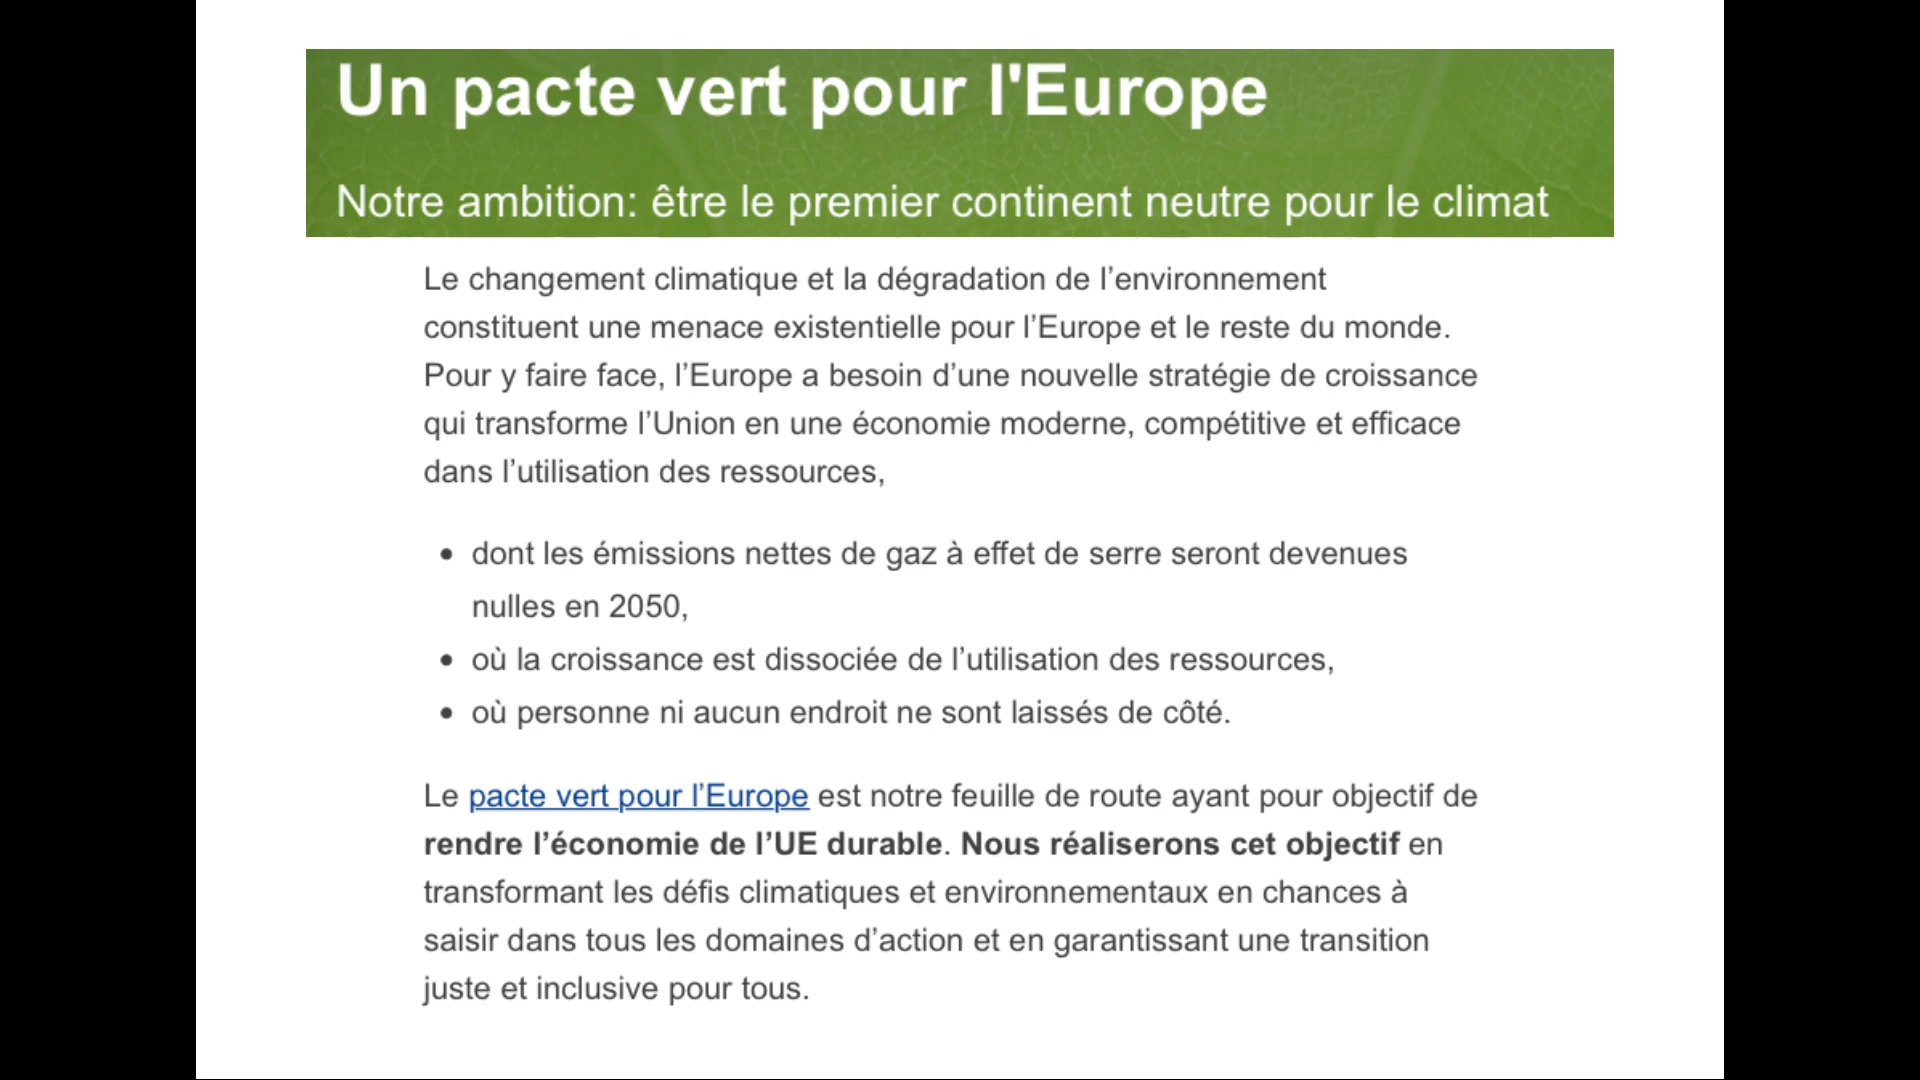 Un pacte vert pour l'Europe
Notre ambition: être le premier continent neutre pour le climat
Le changement climatique et la dégradation de l’environnement
constituent une menace existentielle pour l’Europe et le reste du monde.
Pour y faire face, l’Europe a besoin d’une nouvelle stratégie de croissance
qui transforme l’Union en une économie moderne, compétitive et efficace
dans l’utilisation des ressources,
• dont les émissions nettes de gaz à effet de serre seront devenues
nulles en 2050,
• où la croissance est dissociée de l’utilisation des ressources,
• où personne ni aucun endroit ne sont laissés de côté.
Le pacte vert pour l’Europe est notre feuille de route ayant pour objectif de
rendre l’économie de l’UE durable. Nous réaliserons cet objectif en
transformant les défis climatiques et environnementaux en chances à
saisir dans tous les domaines d’action et en garantissant une transition
juste et inclusive pour tous.